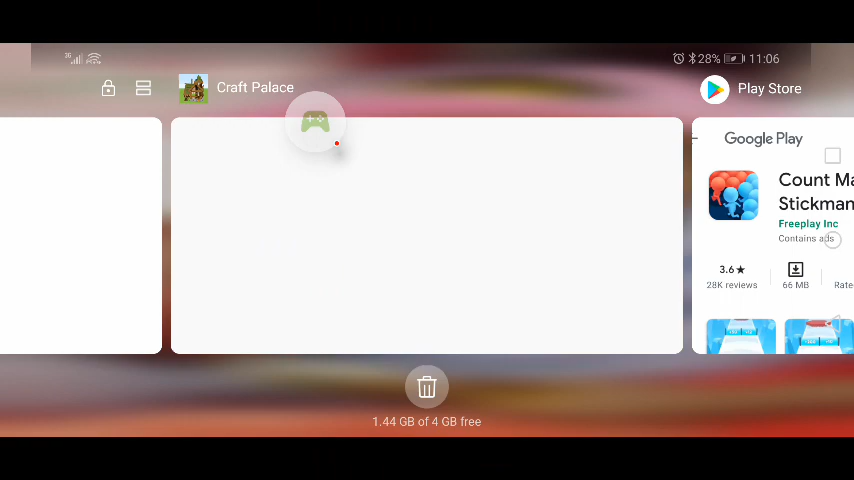 3G
28%
11:06
Craft Palace
Play Store
Google Play
Count Ma
Stickman
Freeplay Inc
Contains ads
3.6★
28K reviews
66 MB
Rate
1.44 GB of 4 GB free